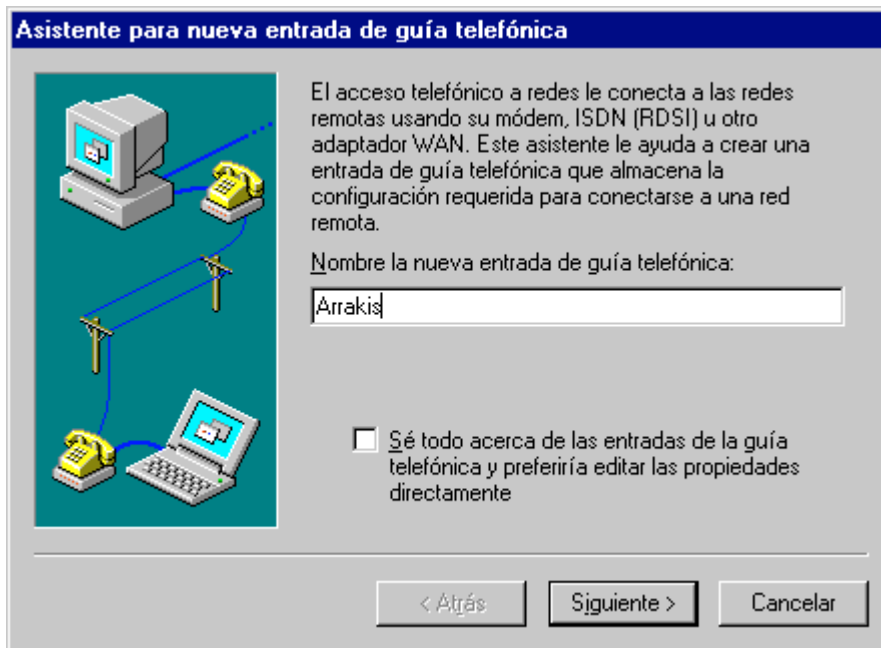 Asistente para nueva entrada de guía telefónica
El acceso telefónico a redes le conecta a las redes
remotas usando su módem, ISDN (RDSI) u otro
adaptador WAN. Este asistente le ayuda a crear una
entrada de guía telefónica que almacena la
configuración requerida para conectarse a una red
remota.
Nombre la nueva entrada de guía telefónica:
Arrakis
Sé todo acerca de las entradas de la guía
telefónica y preferiría editar las propiedades
directamente
< Atrás
Siguiente >
Cancelar